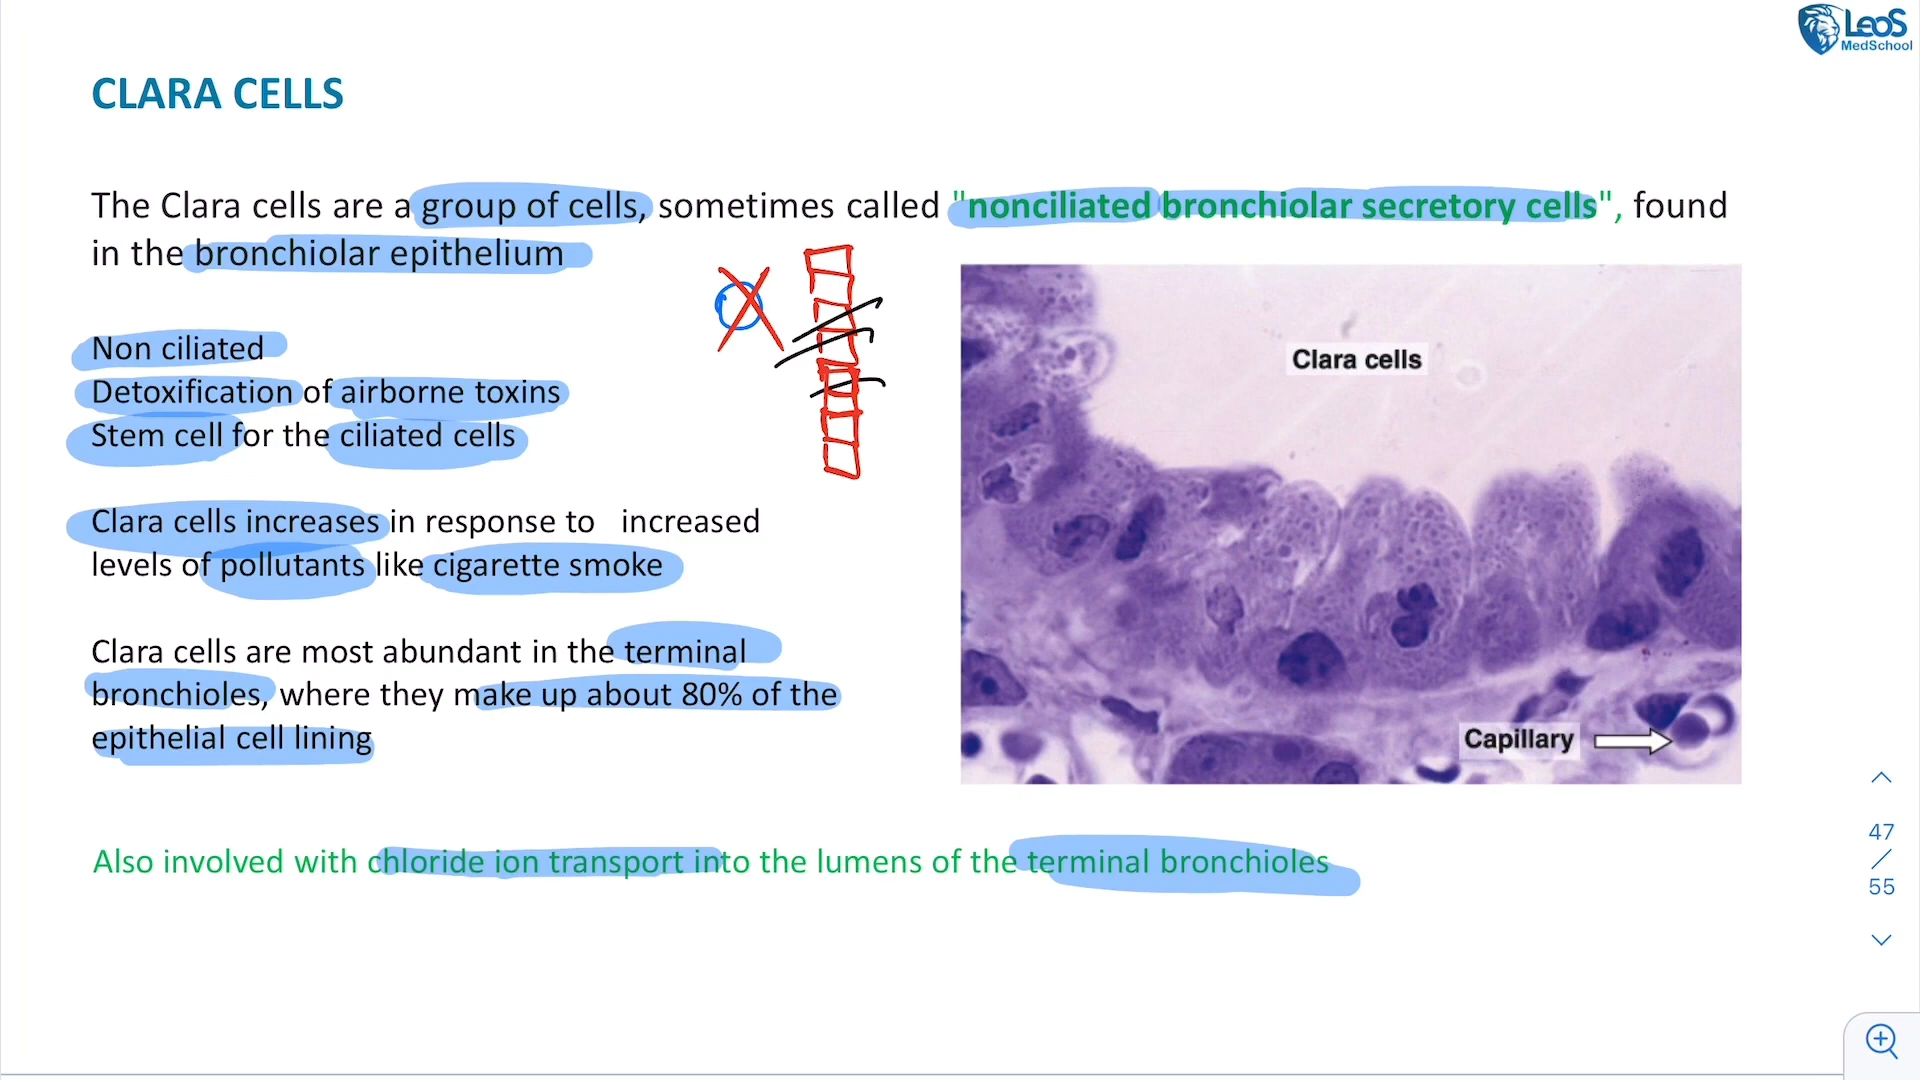 LeoS
MedSchool
CLARA CELLS
The Clara cells are a group of cells, sometimes called "nonciliated bronchiolar secretory cells", found
in the bronchiolar epithelium
Non ciliated
Detoxification of airborne toxins
Stem cell for the ciliated cells
Clara cells increases in response to increased
levels of pollutants like cigarette smoke
Clara cells are most abundant in the terminal
bronchioles, where they make up about 80% of the
epithelial cell lining
Clara cells
Capillary
Also involved with chloride ion transport into the lumens of the terminal bronchioles
47
/
55